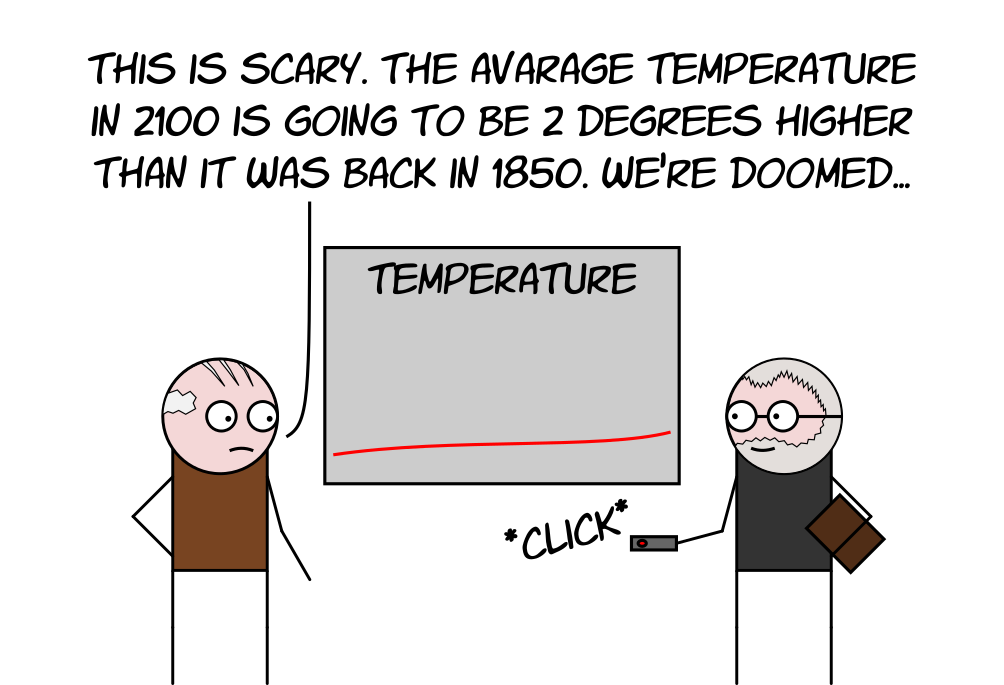 THIS IS SCARY. THE AVARAGE TEMPERATURE
IN 2100 IS GOING TO BE 2 DEGREES HIGHER
THAN IT WAS BACK IN 1850. WE'RE DOOMED...
TEMPERATURE
*CLICK*